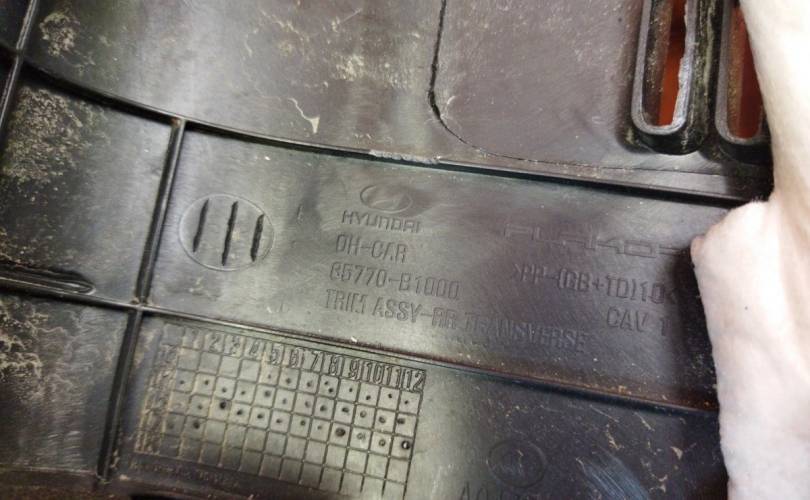 HYUNDAI
DH-CAR
85770-B1000
TRIM ASSY-RR TRANSVERSE
>PP-(GB+TD)10<
CAV 1
1 2 3 4 5 6 7 8 9 10 11 12